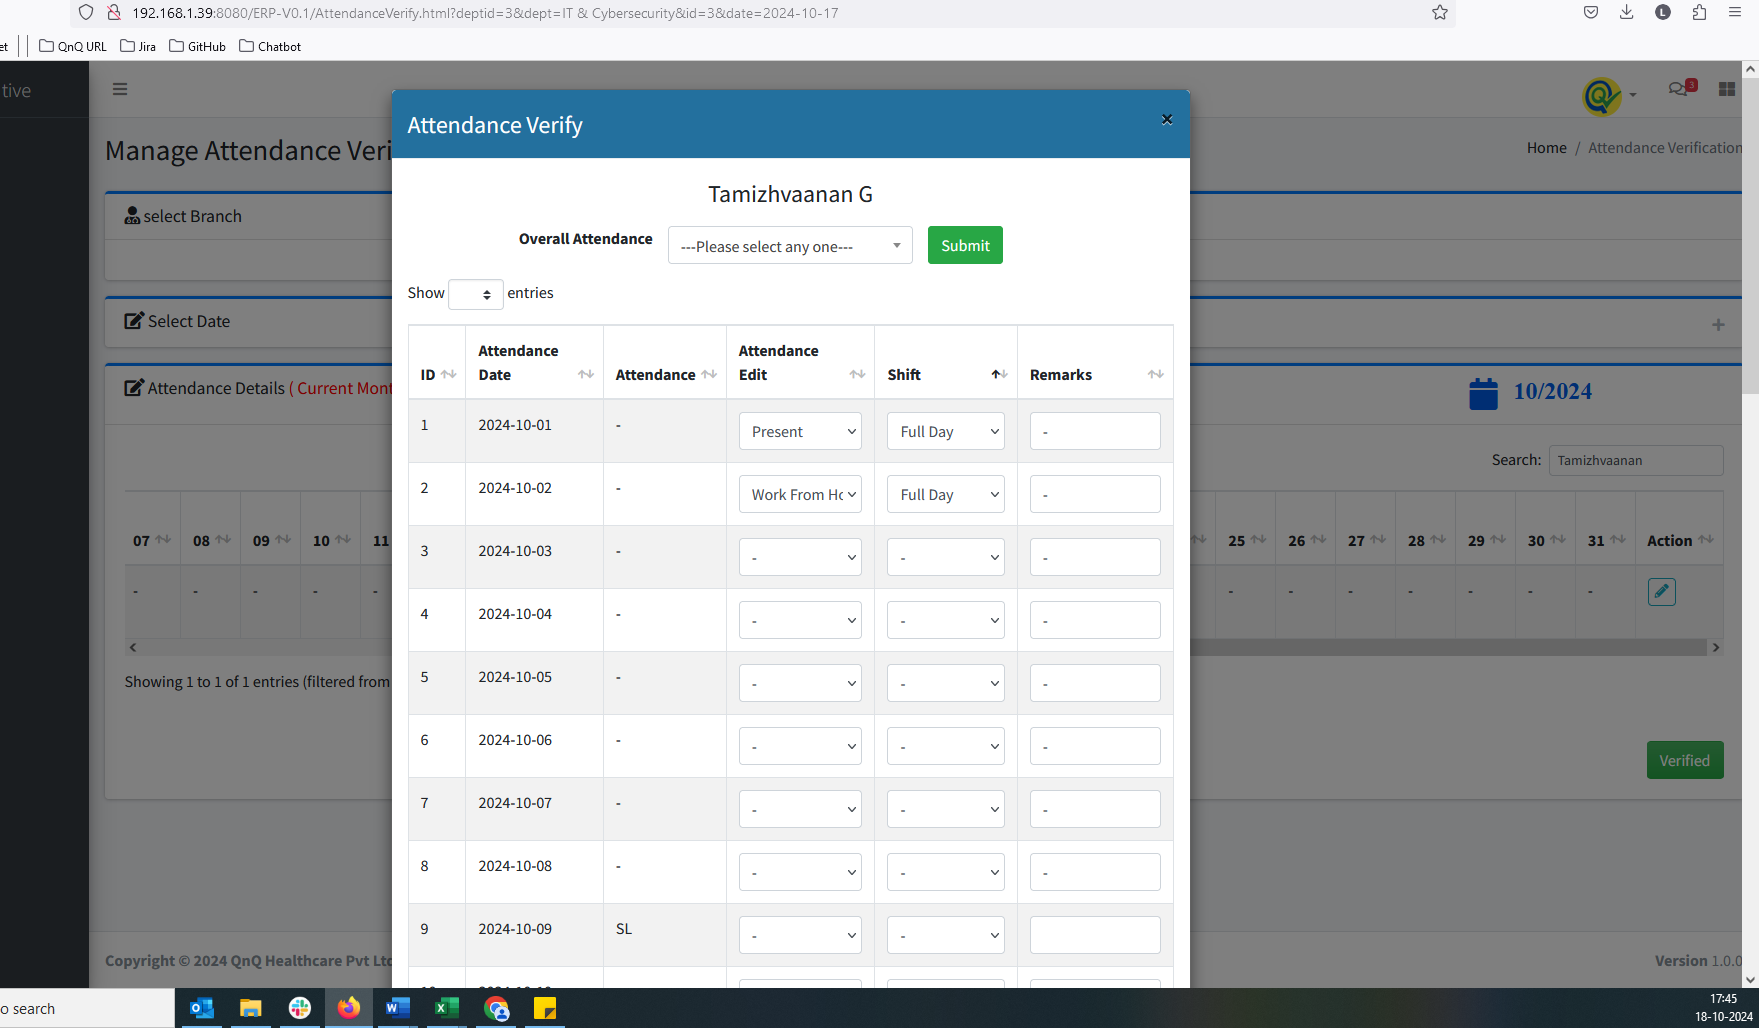 192.168.1.39:8080/ERP-V0.1/AttendanceVerify.html?deptid=3&dept=IT & Cybersecurity&id=3&date=2024-10-17
L
et QnQ URL Jira GitHub Chatbot
tive
3
Attendance Verify ×
Manage Attendance Veri
Home / Attendance Verification
Tamizhvaanan G
select Branch
Overall Attendance ---Please select any one--- Submit
Show entries
Select Date +
Attendance Details ( Current Mont
10/2024
Search: Tamizhvaanan
ID Attendance Date Attendance Attendance Edit Shift Remarks
1 2024-10-01 - Present Full Day -
2 2024-10-02 - Work From Hc Full Day -
3 2024-10-03 - - - -
4 2024-10-04 - - - -
5 2024-10-05 - - - -
6 2024-10-06 - - - -
7 2024-10-07 - - - -
8 2024-10-08 - - - -
9 2024-10-09 SL - -
07 08 09 10 11 25 26 27 28 29 30 31 Action
- - - - - - - - - - - -
Showing 1 to 1 of 1 entries (filtered from
Verified
Copyright © 2024 QnQ Healthcare Pvt Ltd
Version 1.0.0
o search
17:45
18-10-2024